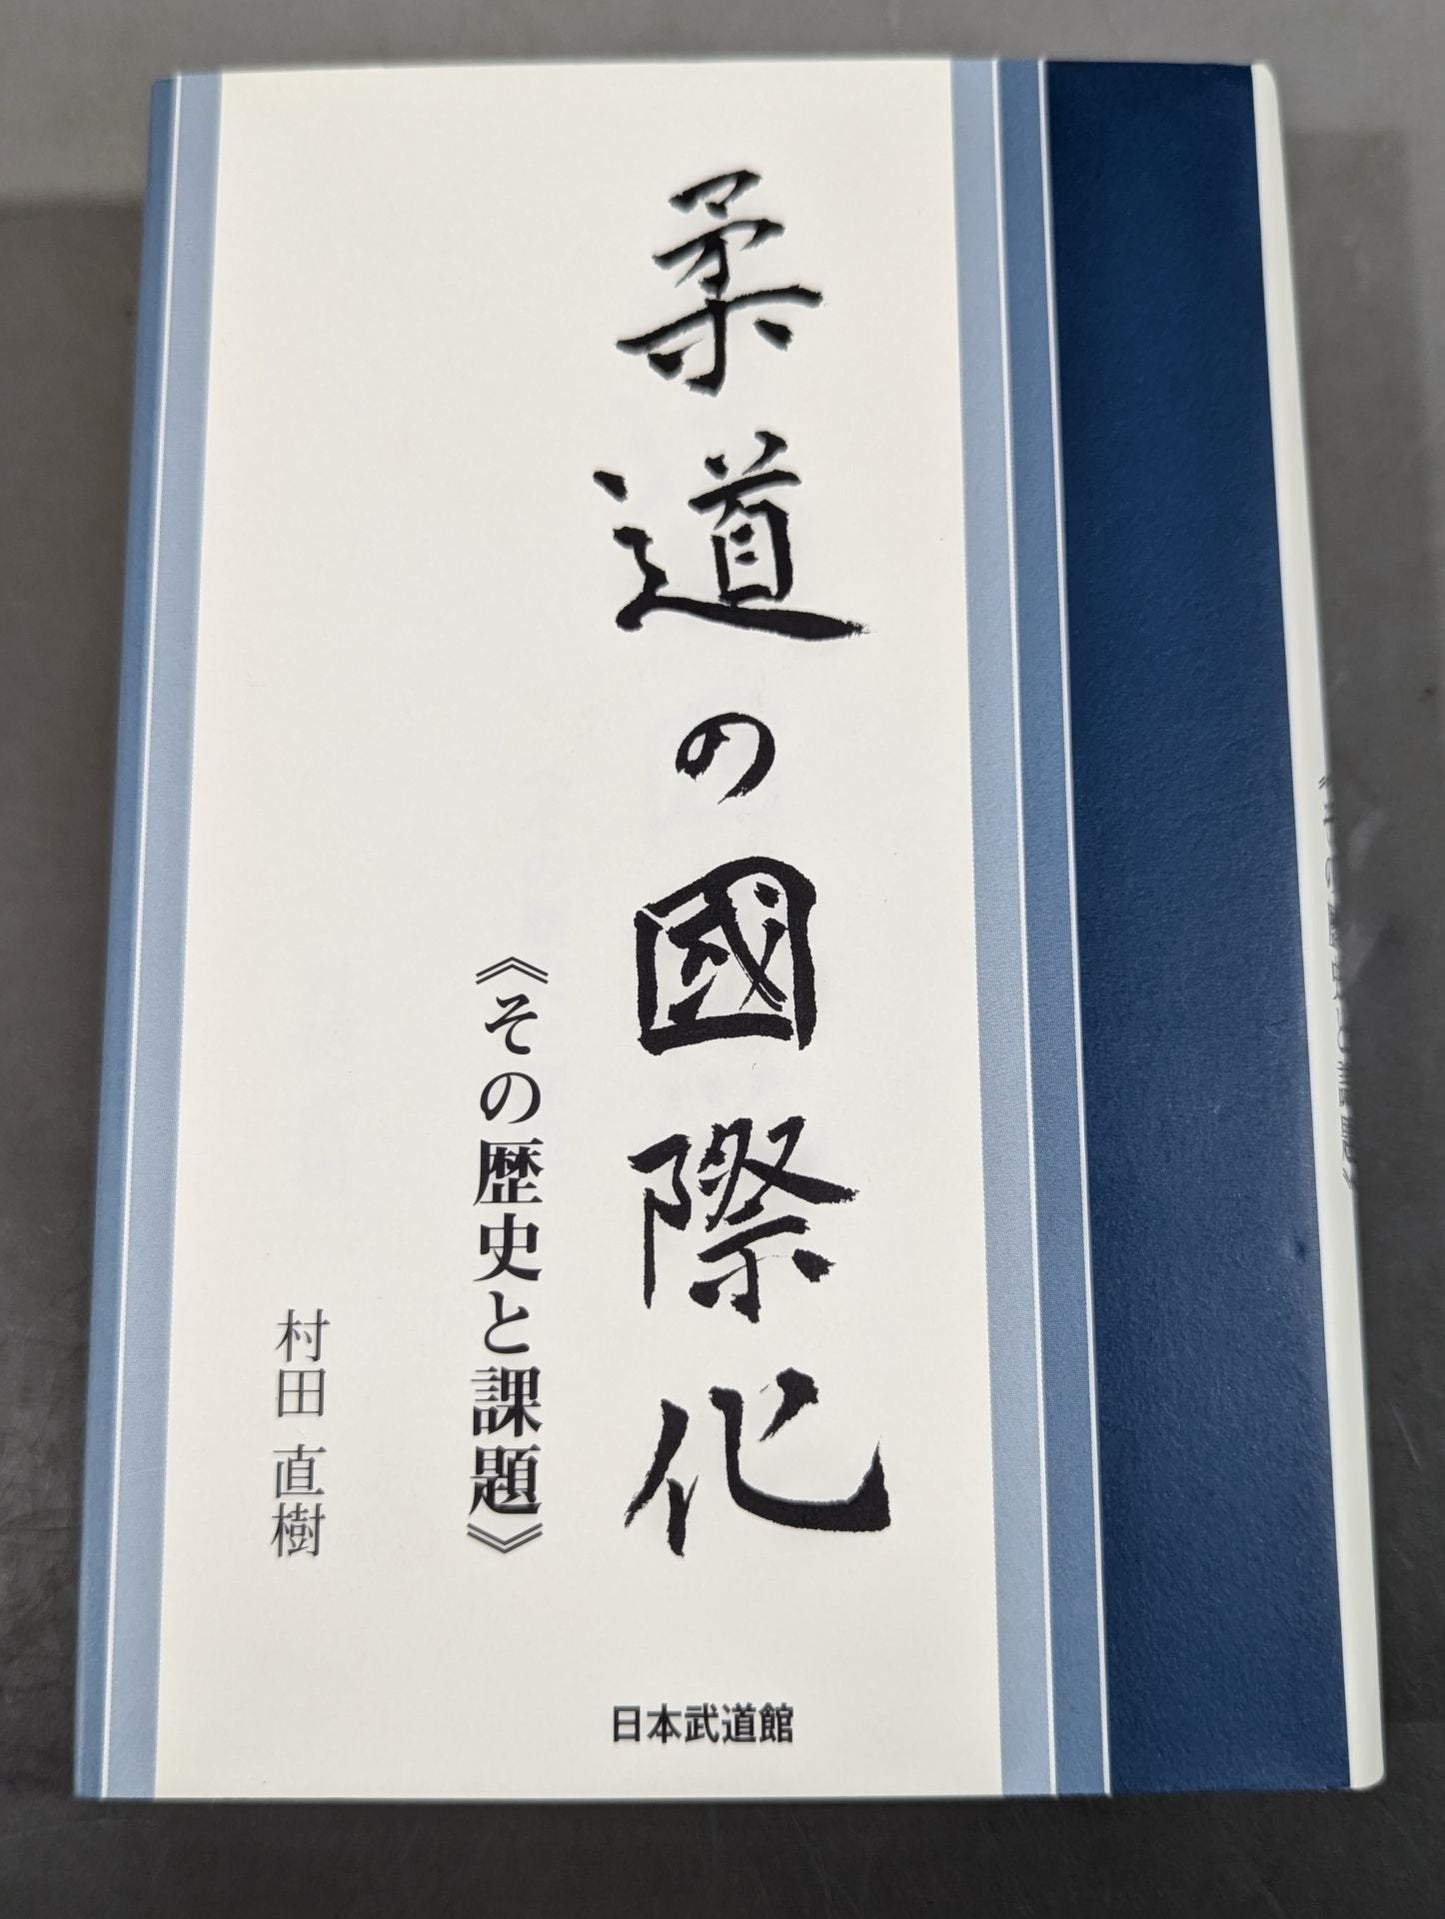 柔道の國際化
《その歴史と課題》
村田 直樹
日本武道館